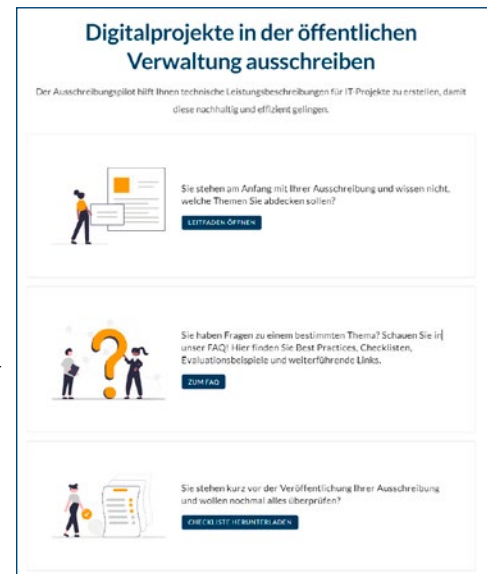 Digitalprojekte in der öffentlichen
Verwaltung ausschreiben
Der Ausschreibungspilot hilft Ihnen technische Leistungsbeschreibungen für IT-Projekte zu erstellen, damit
diese nachhaltig und effizient gelingen.
Sie stehen am Anfang mit Ihrer Ausschreibung und wissen nicht,
welche Themen Sie abdecken sollen?
LEITFADEN ÖFFNEN
Sie haben Fragen zu einem bestimmten Thema? Schauen Sie in
unser FAQ! Hier finden Sie Best Practices, Checklisten,
Evaluationsbeispiele und weiterführende Links.
ZUM FAQ
Sie stehen kurz vor der Veröffentlichung Ihrer Ausschreibung
und wollen nochmal alles überprüfen?
CHECKLISTE HERUNTERLADEN